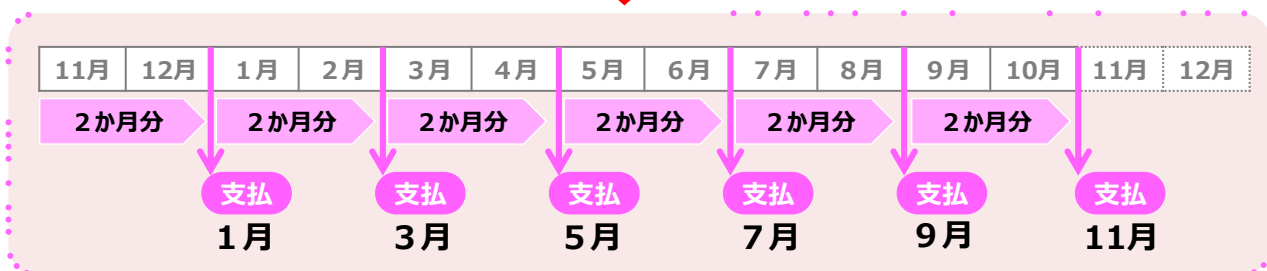 11月 12月 1月 2月 3月 4月 5月 6月 7月 8月 9月 10月 11月 12月
２か月分 ２か月分 ２か月分 ２か月分 ２か月分 ２か月分
支払 支払 支払 支払 支払 支払
1月 3月 5月 7月 9月 11月